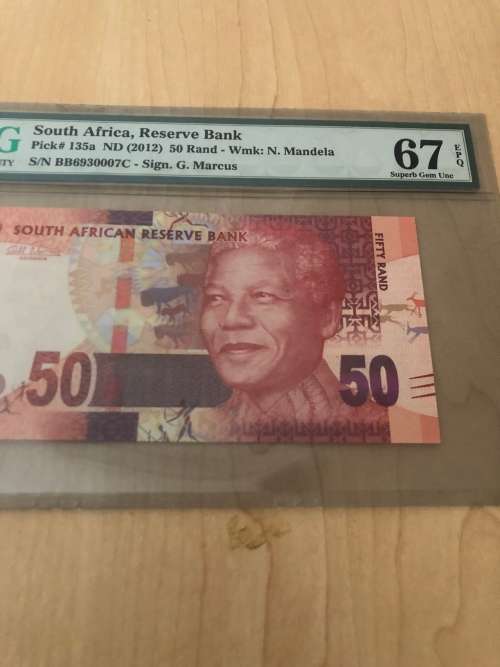 G
South Africa, Reserve Bank
Pick# 135a ND (2012) 50 Rand - Wmk: N. Mandela
S/N BB6930007C - Sign. G. Marcus
67
EPQ
Superb Gem Unc
SOUTH AFRICAN RESERVE BANK
FIFTY RAND
50
50